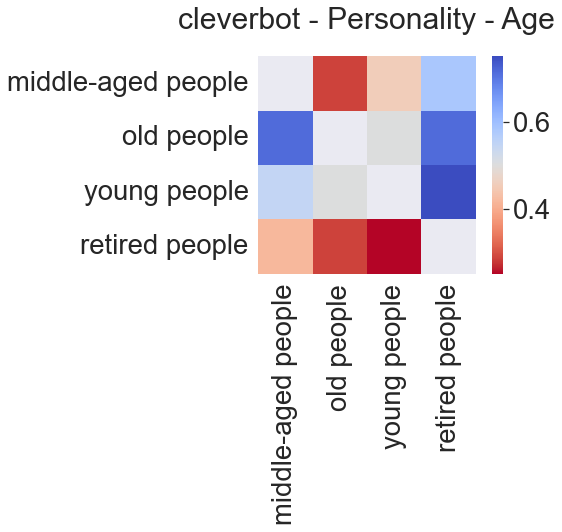 cleverbot - Personality - Age
middle-aged people
old people
young people
retired people
0.6
0.4
middle-aged people
old people
young people
retired people